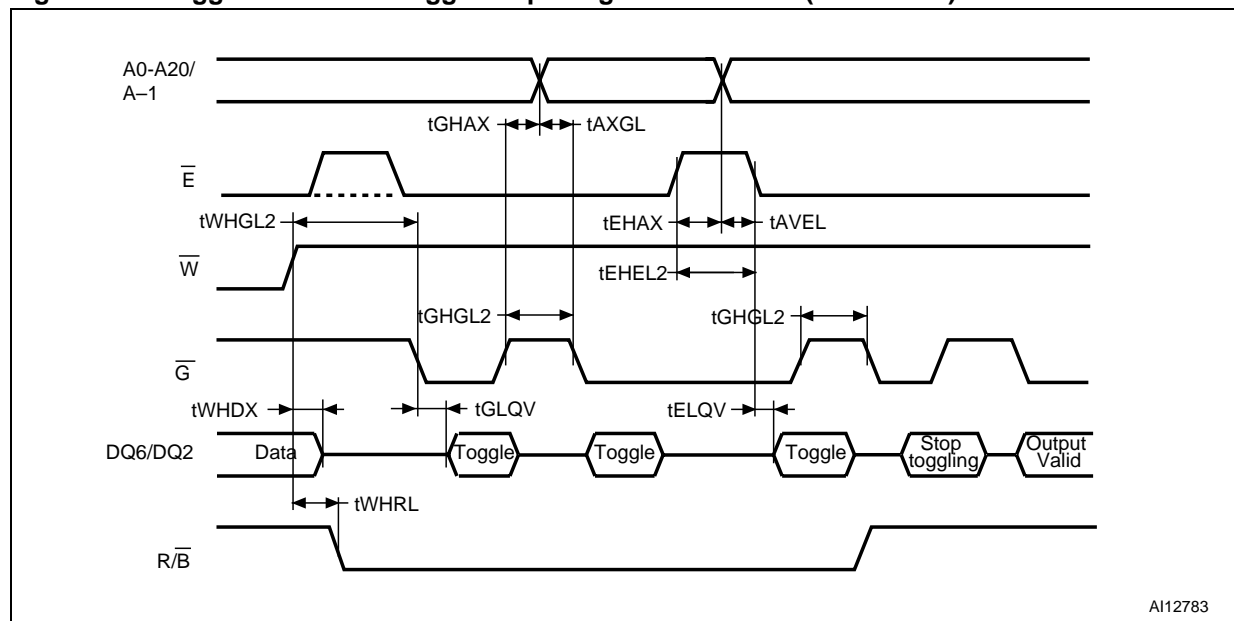 A0-A20/
A–1
tGHAX
tAXGL
E̅
tWHGL2
tEHAX
tAVEL
W̅
tEHEL2
tGHGL2
tGHGL2
G̅
tWHDX
tGLQV
tELQV
DQ6/DQ2
Data
Toggle
Toggle
Toggle
Stop
toggling
Output
Valid
tWHRL
R/B̅
AI12783